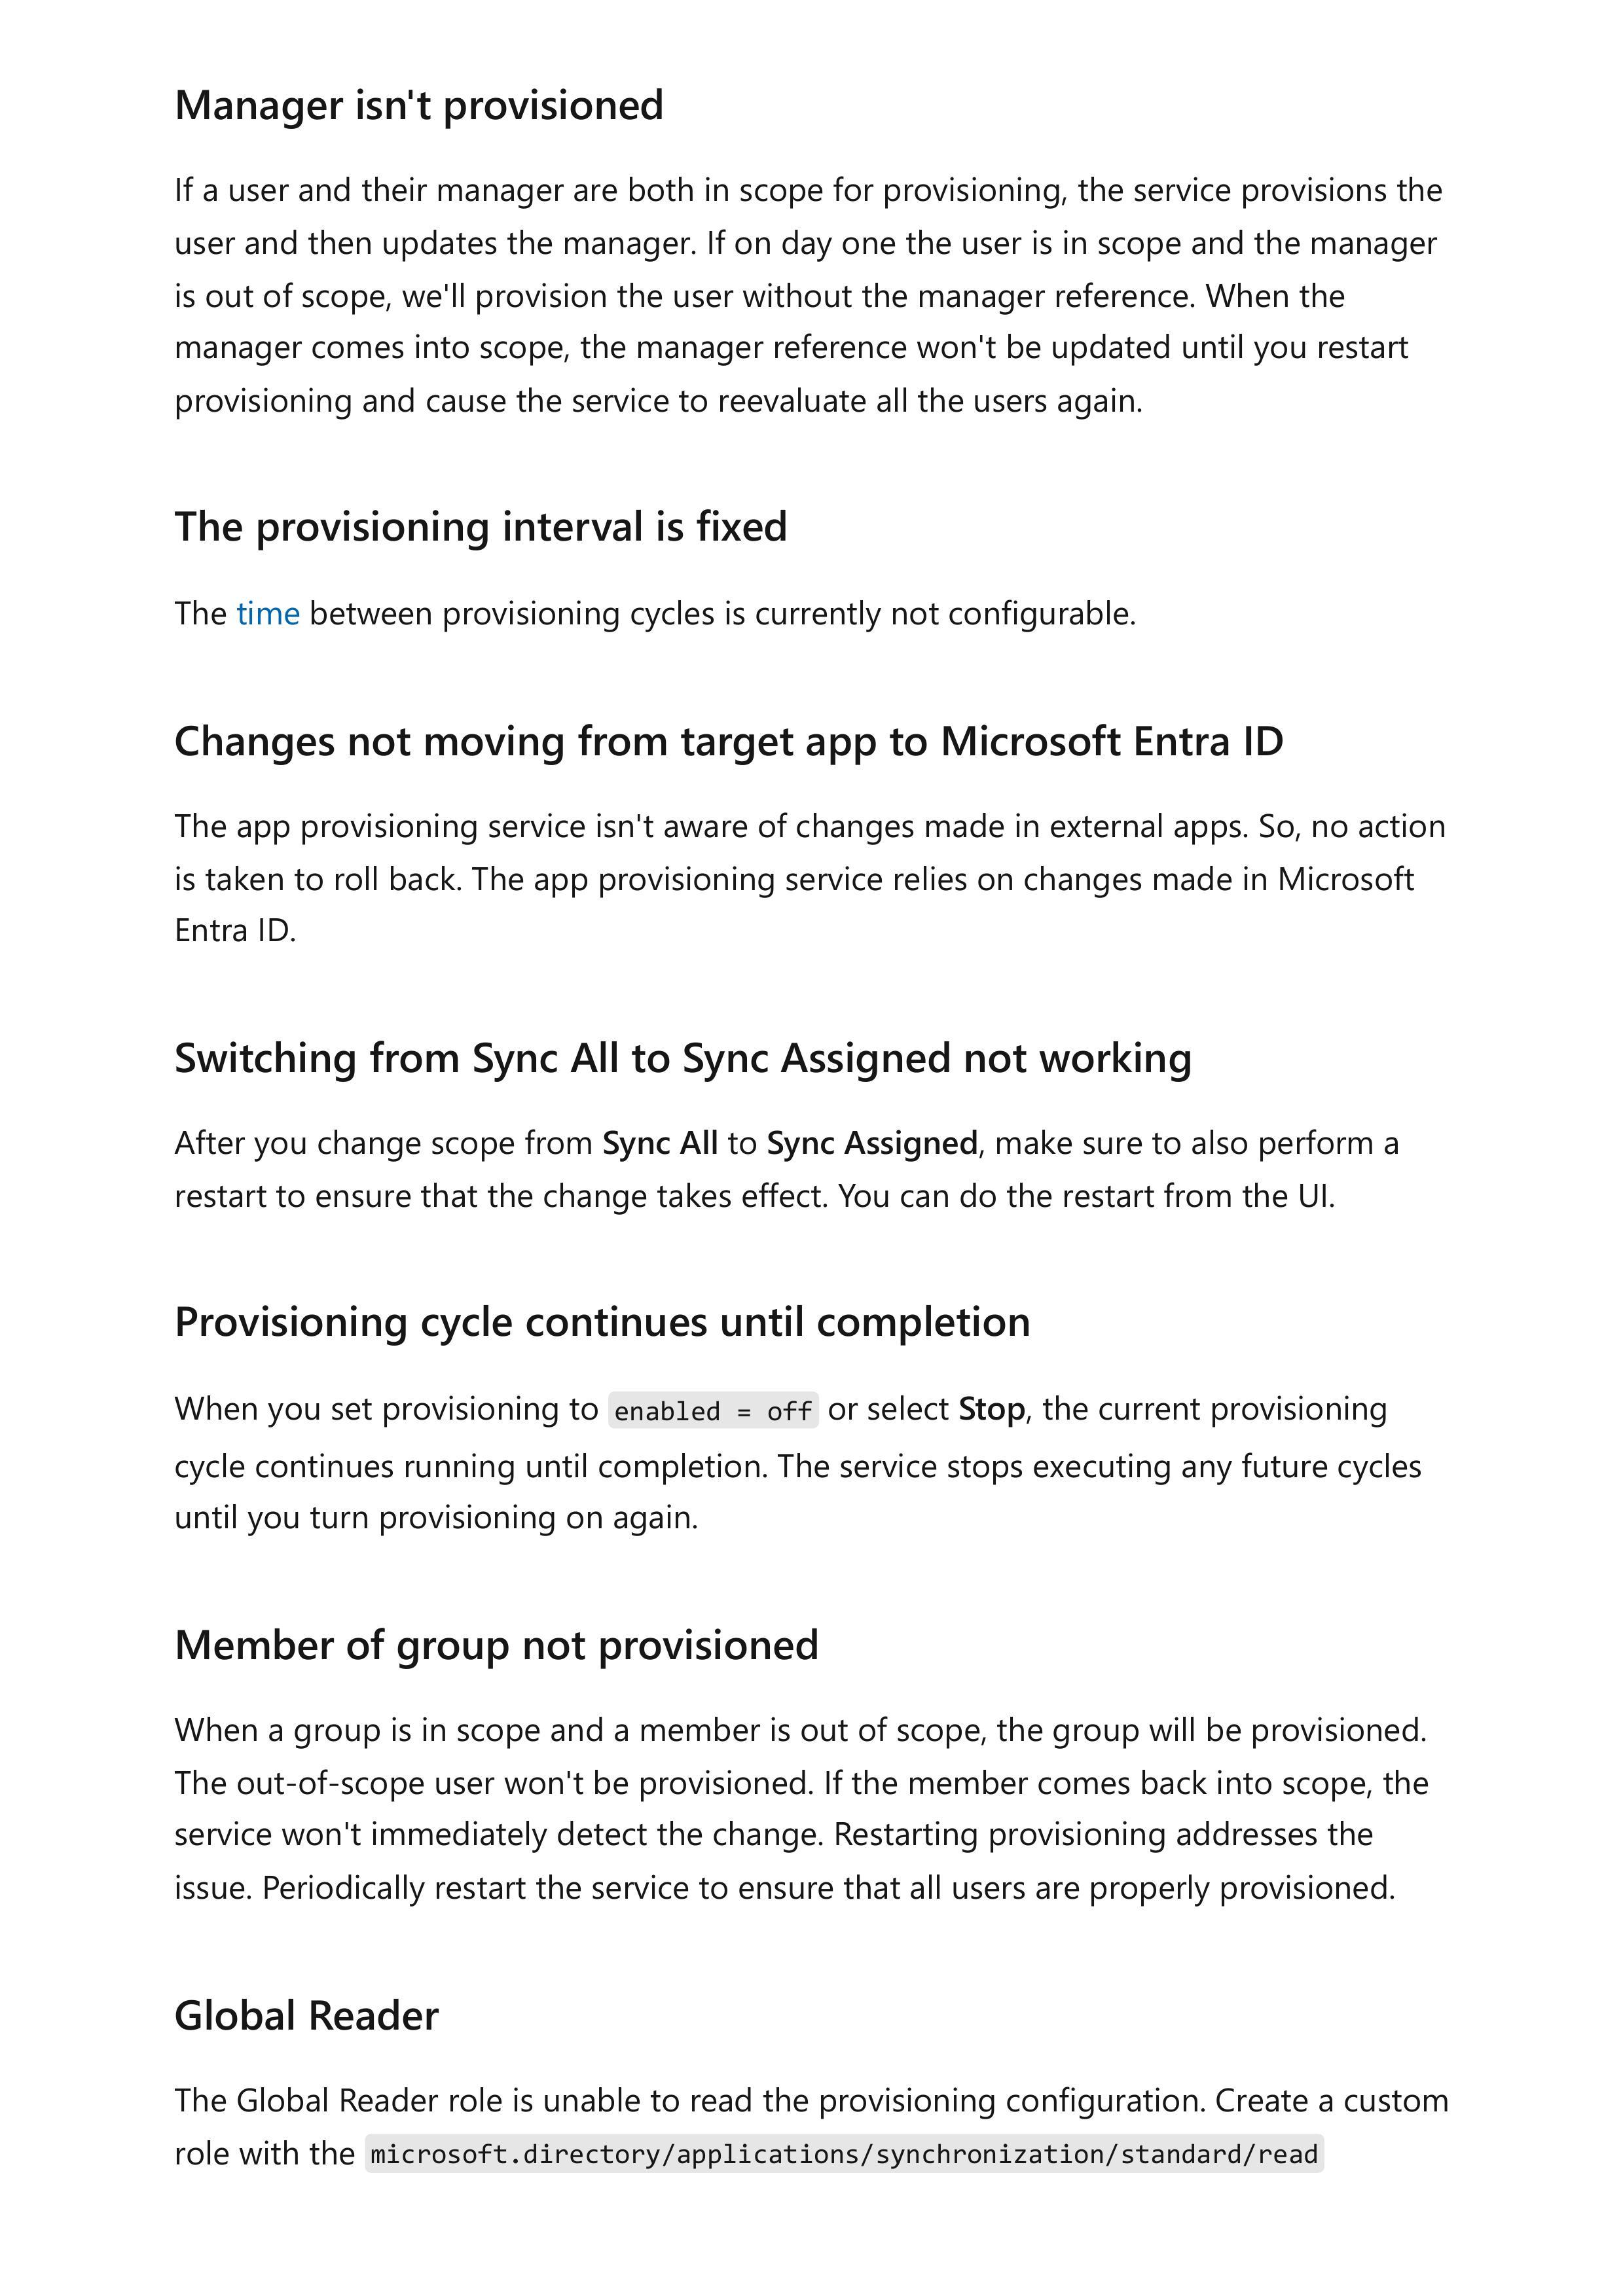 Manager isn't provisioned
If a user and their manager are both in scope for provisioning, the service provisions the
user and then updates the manager. If on day one the user is in scope and the manager
is out of scope, we'll provision the user without the manager reference. When the
manager comes into scope, the manager reference won't be updated until you restart
provisioning and cause the service to reevaluate all the users again.
The provisioning interval is fixed
The time between provisioning cycles is currently not configurable.
Changes not moving from target app to Microsoft Entra ID
The app provisioning service isn't aware of changes made in external apps. So, no action
is taken to roll back. The app provisioning service relies on changes made in Microsoft
Entra ID.
Switching from Sync All to Sync Assigned not working
After you change scope from Sync All to Sync Assigned, make sure to also perform a
restart to ensure that the change takes effect. You can do the restart from the UI.
Provisioning cycle continues until completion
When you set provisioning to enabled = off or select Stop, the current provisioning
cycle continues running until completion. The service stops executing any future cycles
until you turn provisioning on again.
Member of group not provisioned
When a group is in scope and a member is out of scope, the group will be provisioned.
The out-of-scope user won't be provisioned. If the member comes back into scope, the
service won't immediately detect the change. Restarting provisioning addresses the
issue. Periodically restart the service to ensure that all users are properly provisioned.
Global Reader
The Global Reader role is unable to read the provisioning configuration. Create a custom
role with the microsoft.directory/applications/synchronization/standard/read